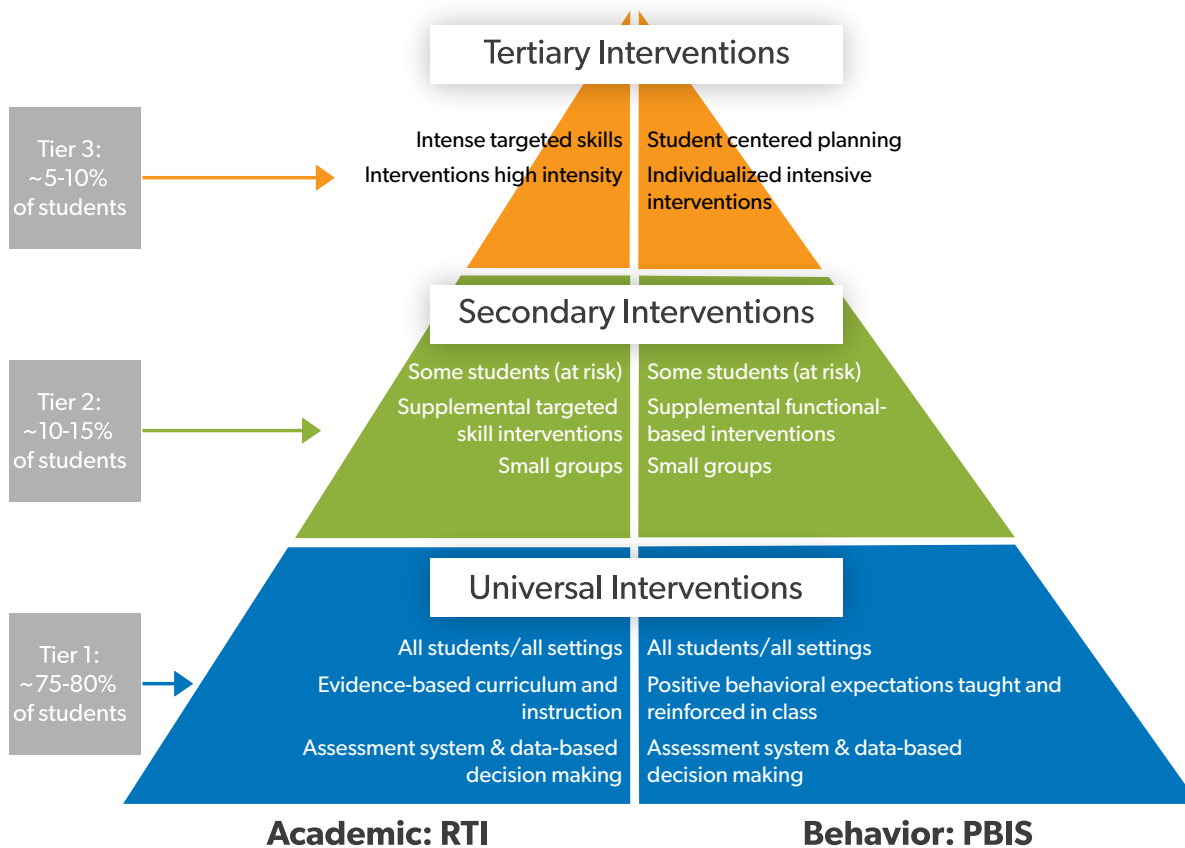 Tertiary Interventions
Tier 3:
~5-10%
of students
Intense targeted skills
Interventions high intensity
Student centered planning
Individualized intensive
interventions
Secondary Interventions
Tier 2:
~10-15%
of students
Some students (at risk)
Supplemental targeted
skill interventions
Small groups
Some students (at risk)
Supplemental functional-
based interventions
Small groups
Universal Interventions
Tier 1:
~75-80%
of students
All students/all settings
Evidence-based curriculum and
instruction
Assessment system & data-based
decision making
All students/all settings
Positive behavioral expectations taught and
reinforced in class
Assessment system & data-based
decision making
Academic: RTI
Behavior: PBIS